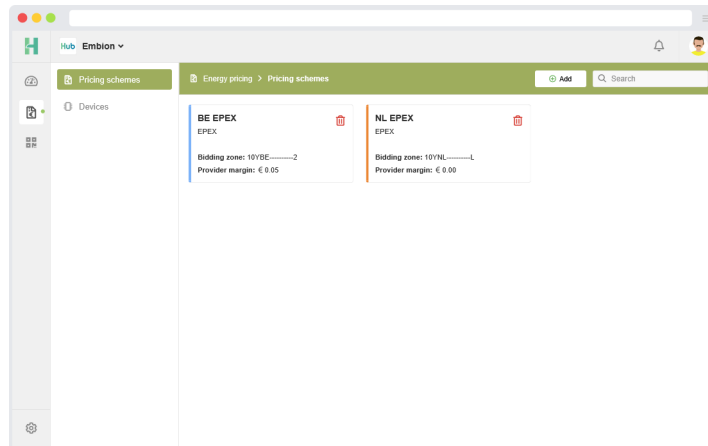 H
Hub Embion
Pricing schemes
Devices
Energy pricing > Pricing schemes
Add
Search
BE EPEX
EPEX
Bidding zone: 10YBE----------2
Provider margin: € 0.05
NL EPEX
EPEX
Bidding zone: 10YNL----------L
Provider margin: € 0.00